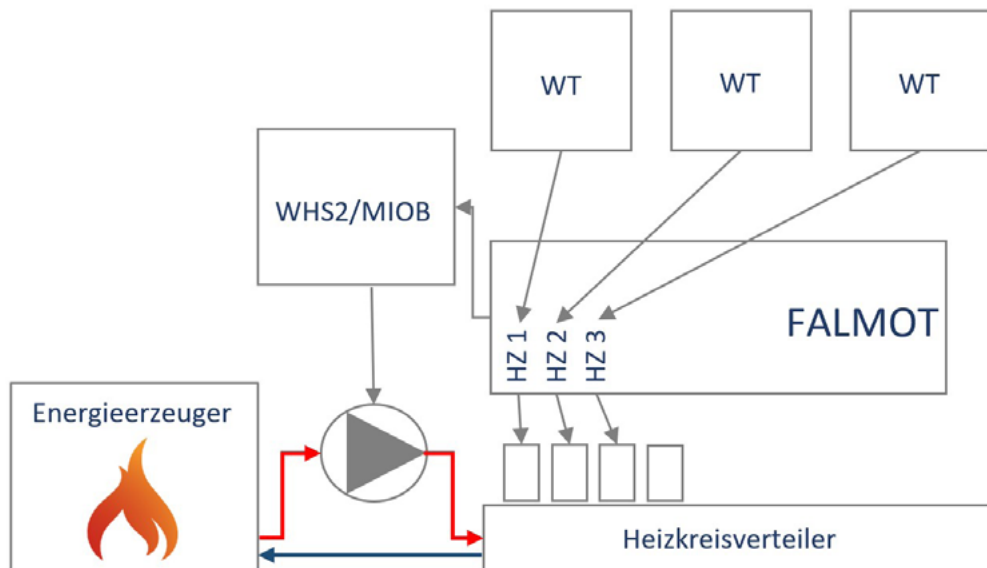 WT
WT
WT
WHS2/MIOB
FALMOT
HZ 1
HZ 2
HZ 3
Energieerzeuger
Heizkreisverteiler